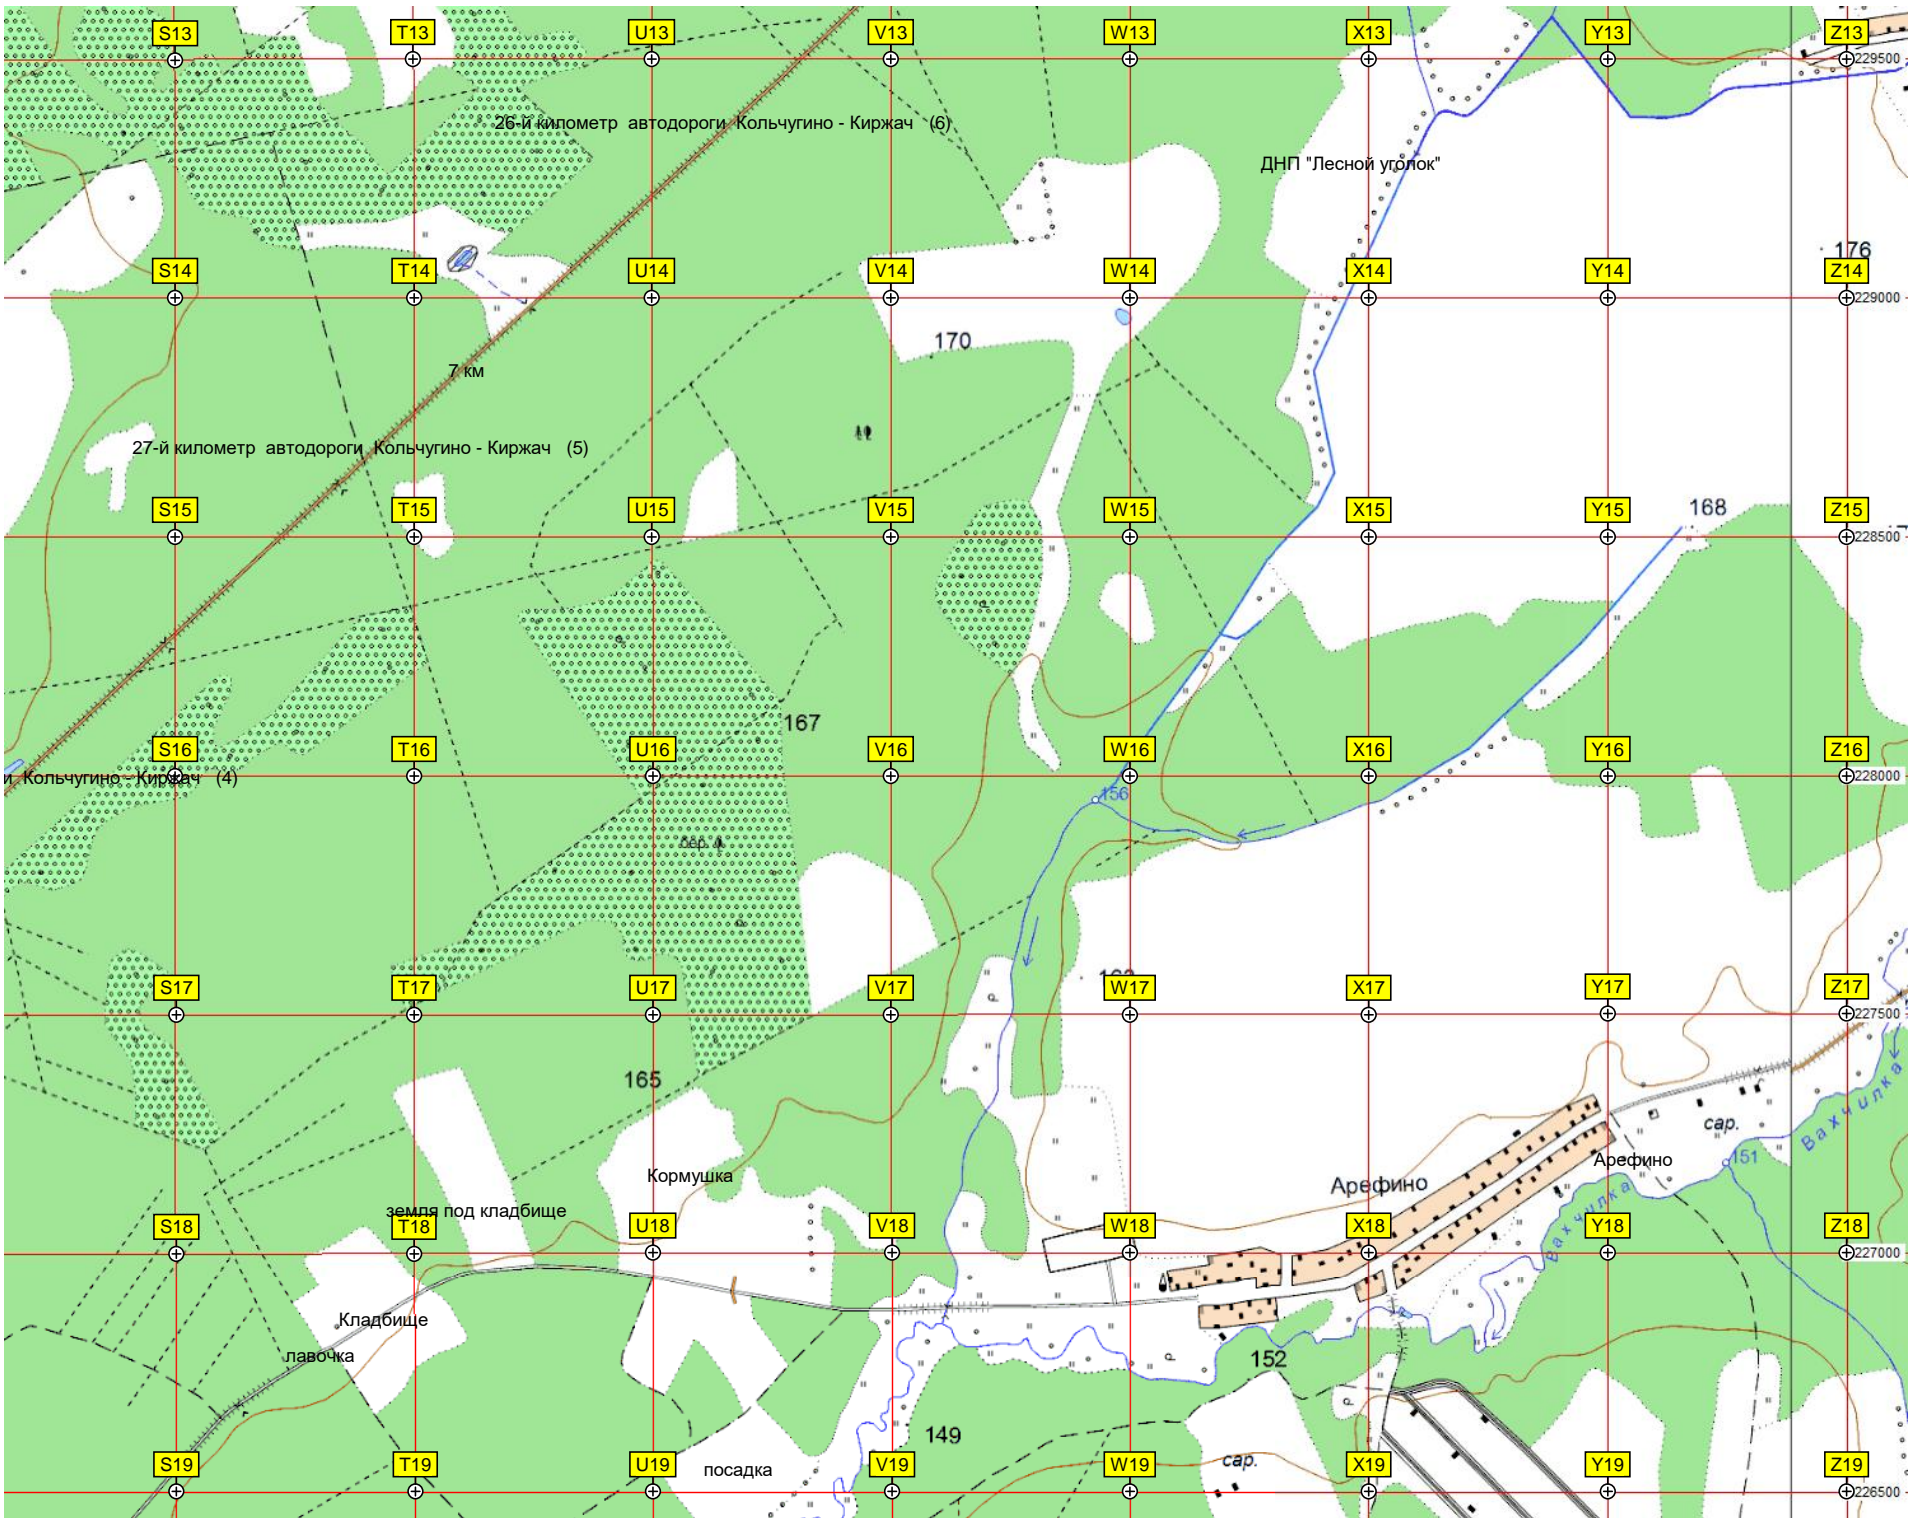 S13 T13 U13 V13 W13 X13 Y13 Z13
229500
26-й километр автодороги Кольчугино - Киржач (6)
ДНП "Лесной уголок"
176
S14 T14 U14 V14 W14 X14 Y14 Z14
229000
170
7 км
27-й километр автодороги Кольчугино - Киржач (5)
S15 T15 U15 V15 W15 X15 Y15 168 Z15
228500
167
S16 T16 U16 V16 W16 X16 Y16 Z16
и Кольчугино - Киржач (4)
228000
156
бер.
S17 T17 U17 V17 W17 X17 Y17 Z17
227500
165
Вахчилка
сар.
Арефино
151
Кормушка
Арефино
земля под кладбище
Вахчилка
S18 T18 U18 V18 W18 X18 Y18 Z18
227000
Кладбище
лавочка
152
149
посадка
сар.
S19 T19 U19 V19 W19 X19 Y19 Z19
226500